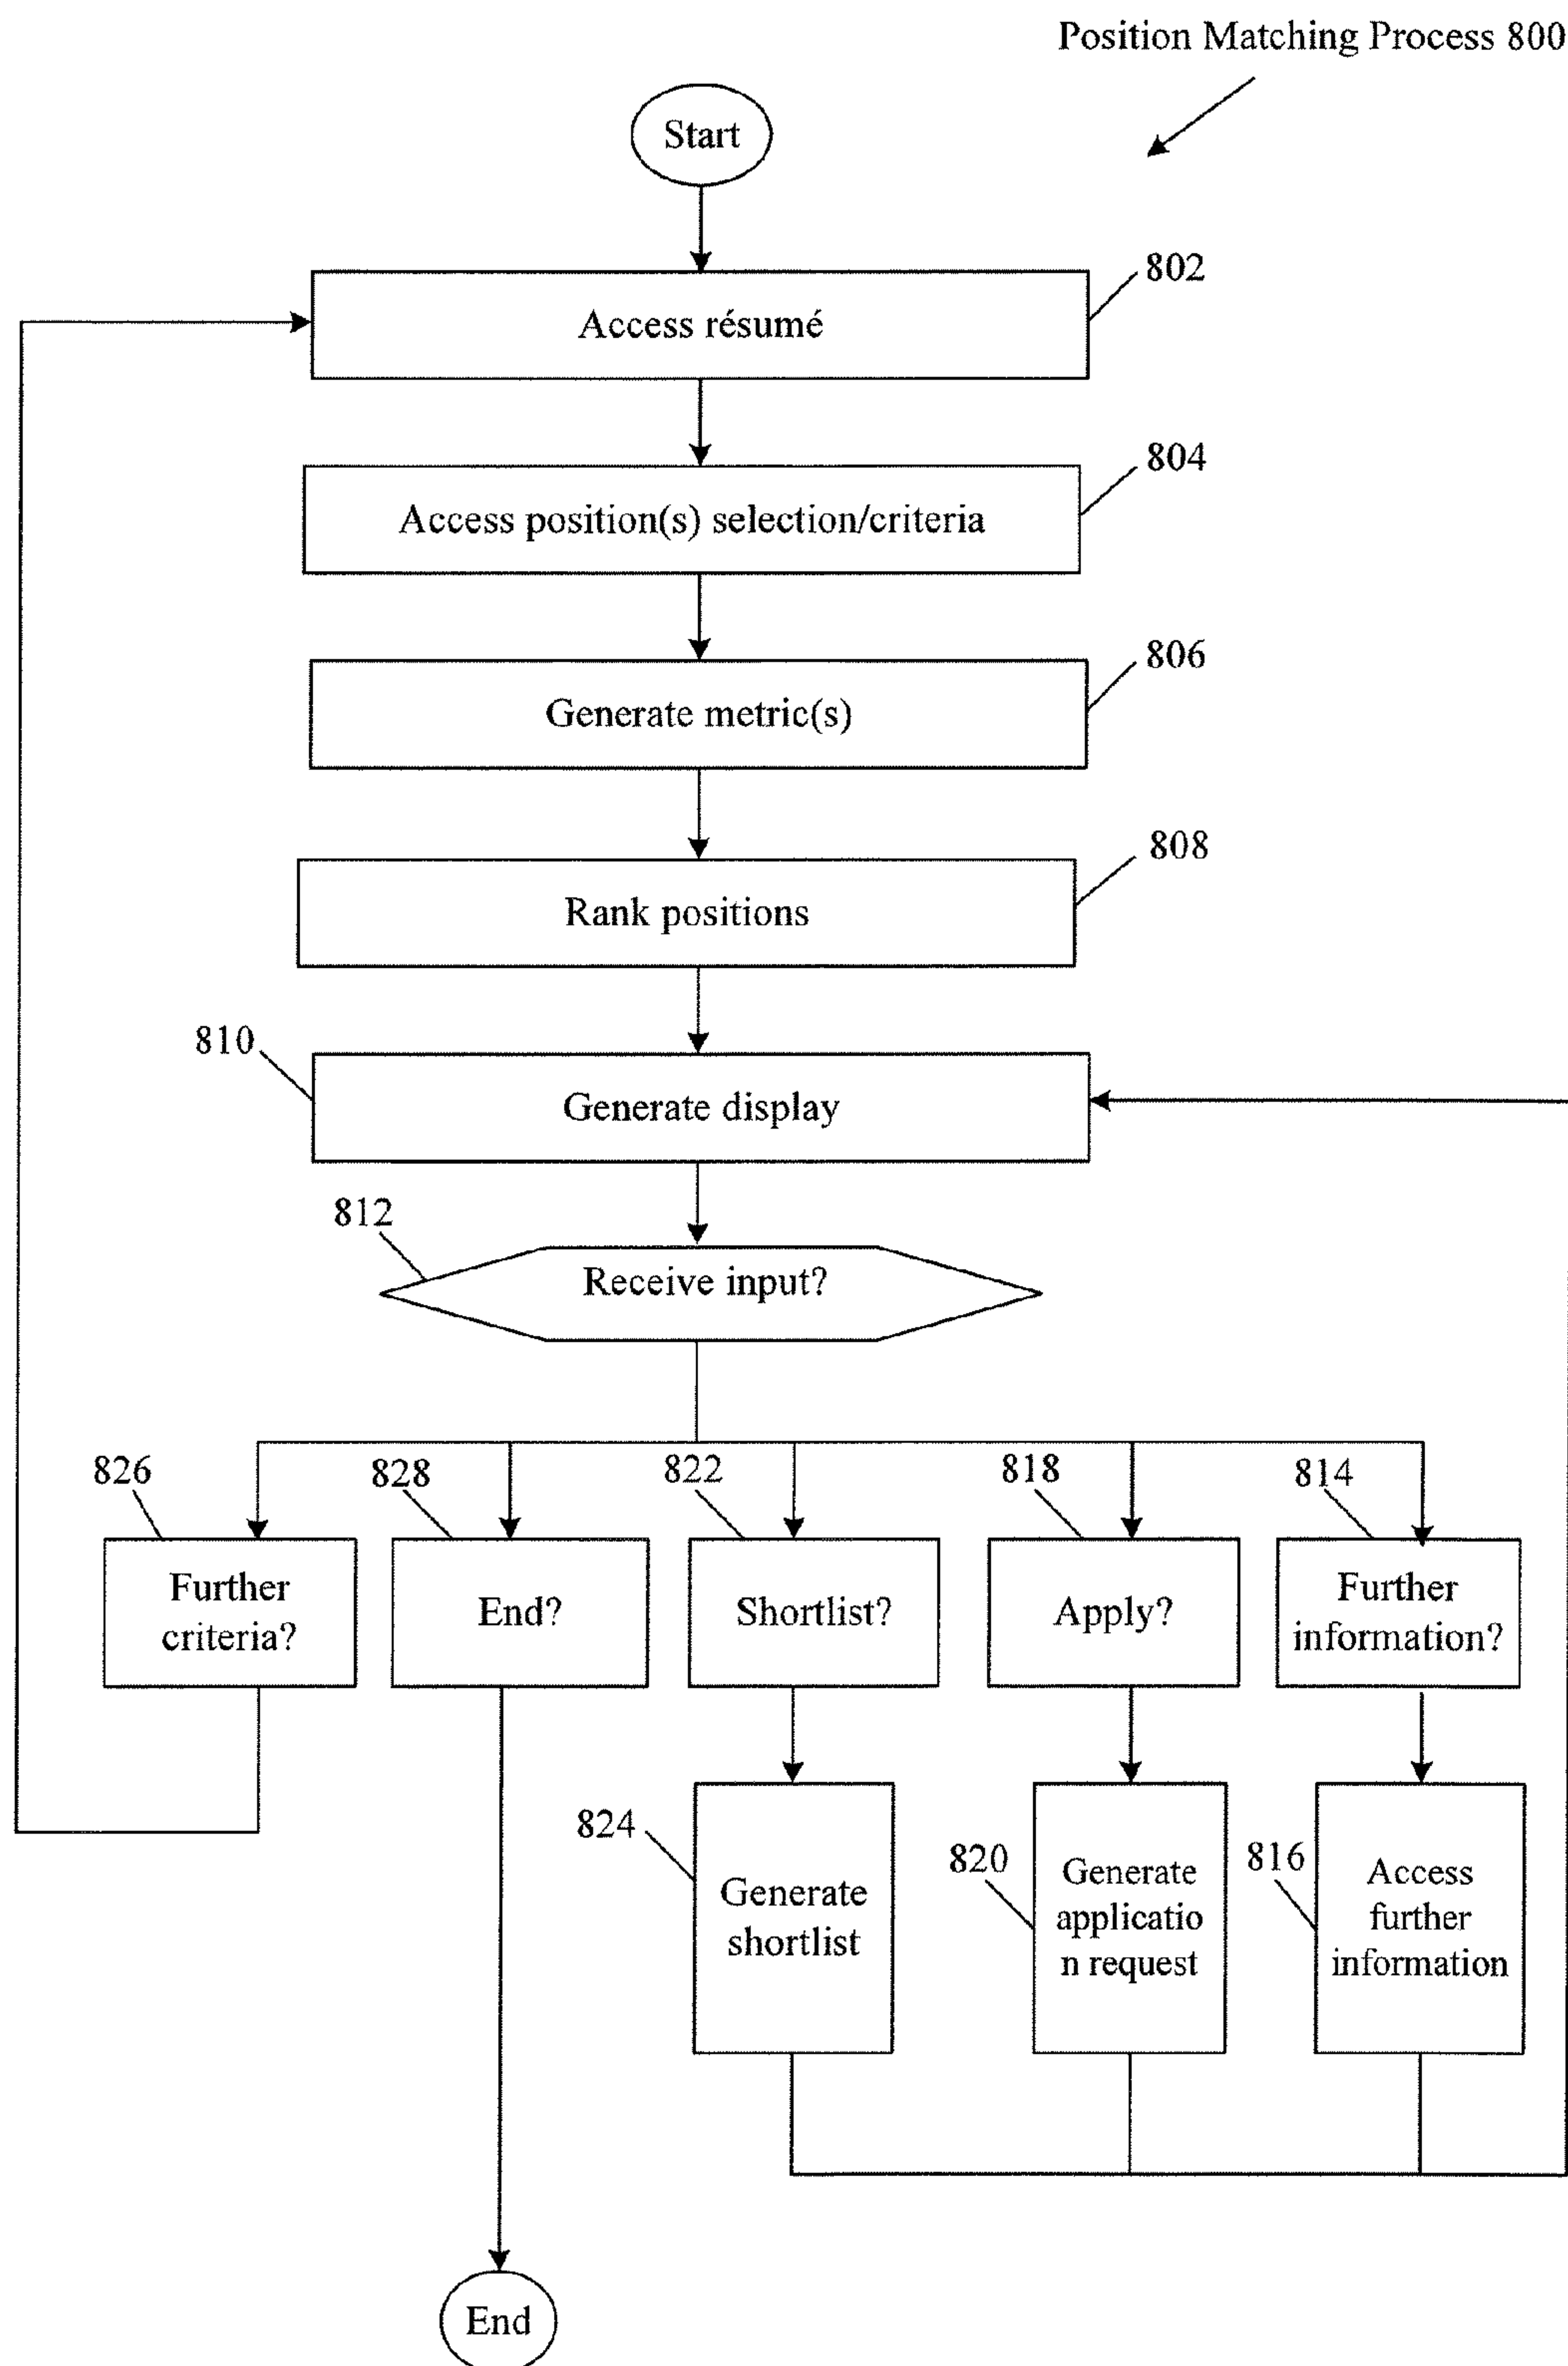 Position Matching Process 800
Start
802
Access résumé
804
Access position(s) selection/criteria
806
Generate metric(s)
808
Rank positions
810
Generate display
812
Receive input?
826
828
822
818
814
Further
criteria?
End?
Shortlist?
Apply?
Further
information?
824
Generate
shortlist
820
Generate
applicatio
n request
816
Access
further
information
End